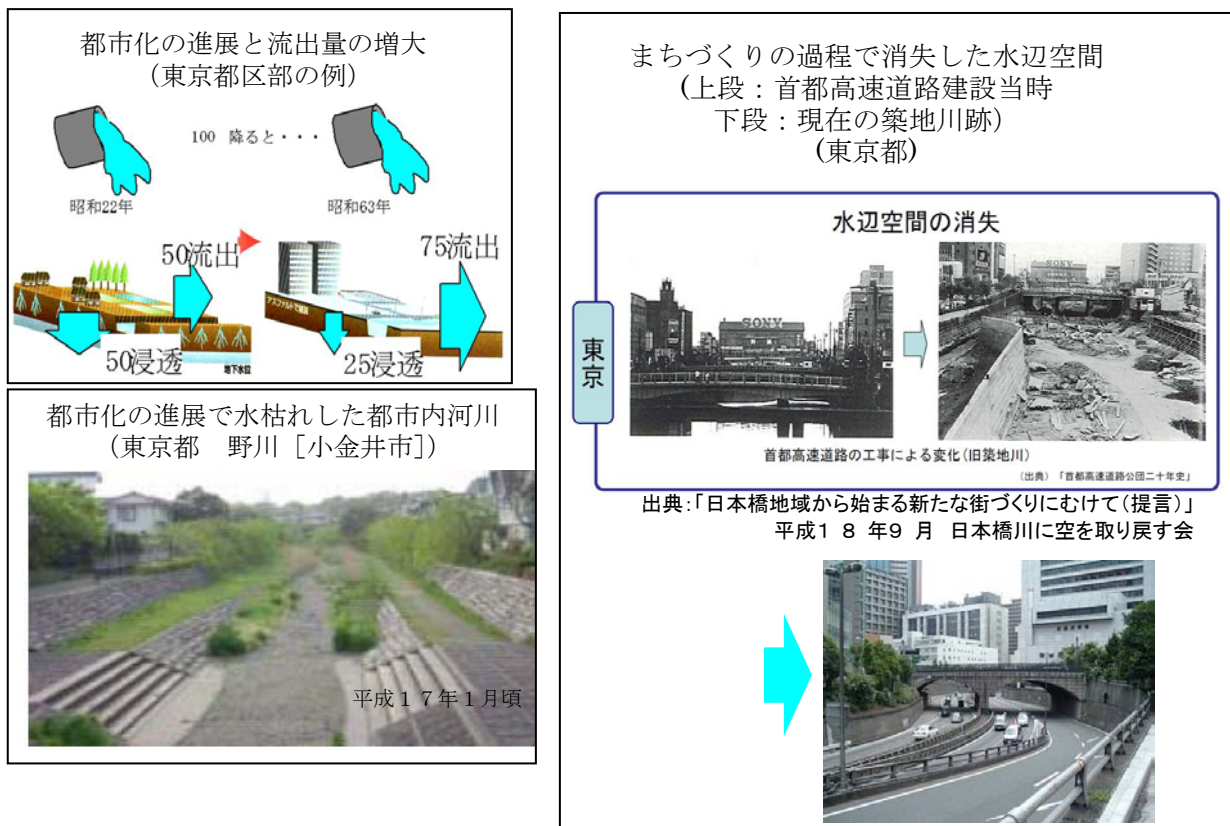 都市化の進展と流出量の増大
(東京都区部の例)
100 降ると・・・
昭和22年
昭和63年
50流出
75流出
アスファルトで舗装
50浸透
25浸透
地下水位
都市化の進展で水枯れした都市内河川
(東京都 野川[小金井市])
平成17年1月頃
まちづくりの過程で消失した水辺空間
(上段:首都高速道路建設当時
下段:現在の築地川跡)
(東京都)
水辺空間の消失
東京
SONY
SONY
首都高速道路の工事による変化(旧築地川)
(出典)「首都高速道路公団二十年史」
出典:「日本橋地域から始まる新たな街づくりにむけて(提言)」
平成18年9月 日本橋川に空を取り戻す会